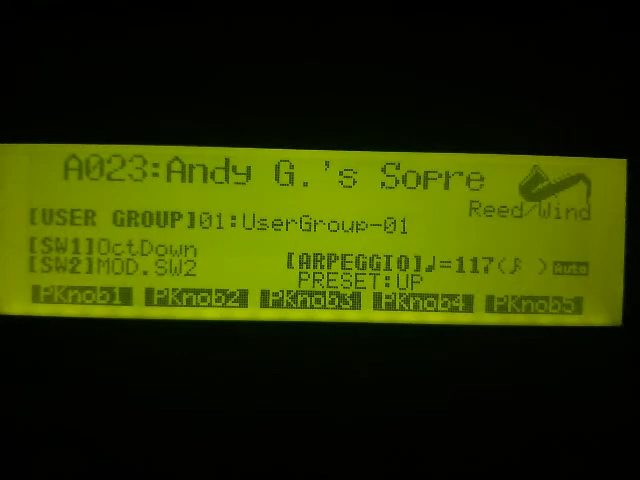 A023:Andy G.'s Sopre
Reed/Wind
[USER GROUP]01:UserGroup-01
[SW1]OctDown
[SW2]MOD.SW2
[ARPEGGIO]♩=117(♪ )Auto
PRESET:UP
PKnob1 PKnob2 PKnob3 PKnob4 PKnob5